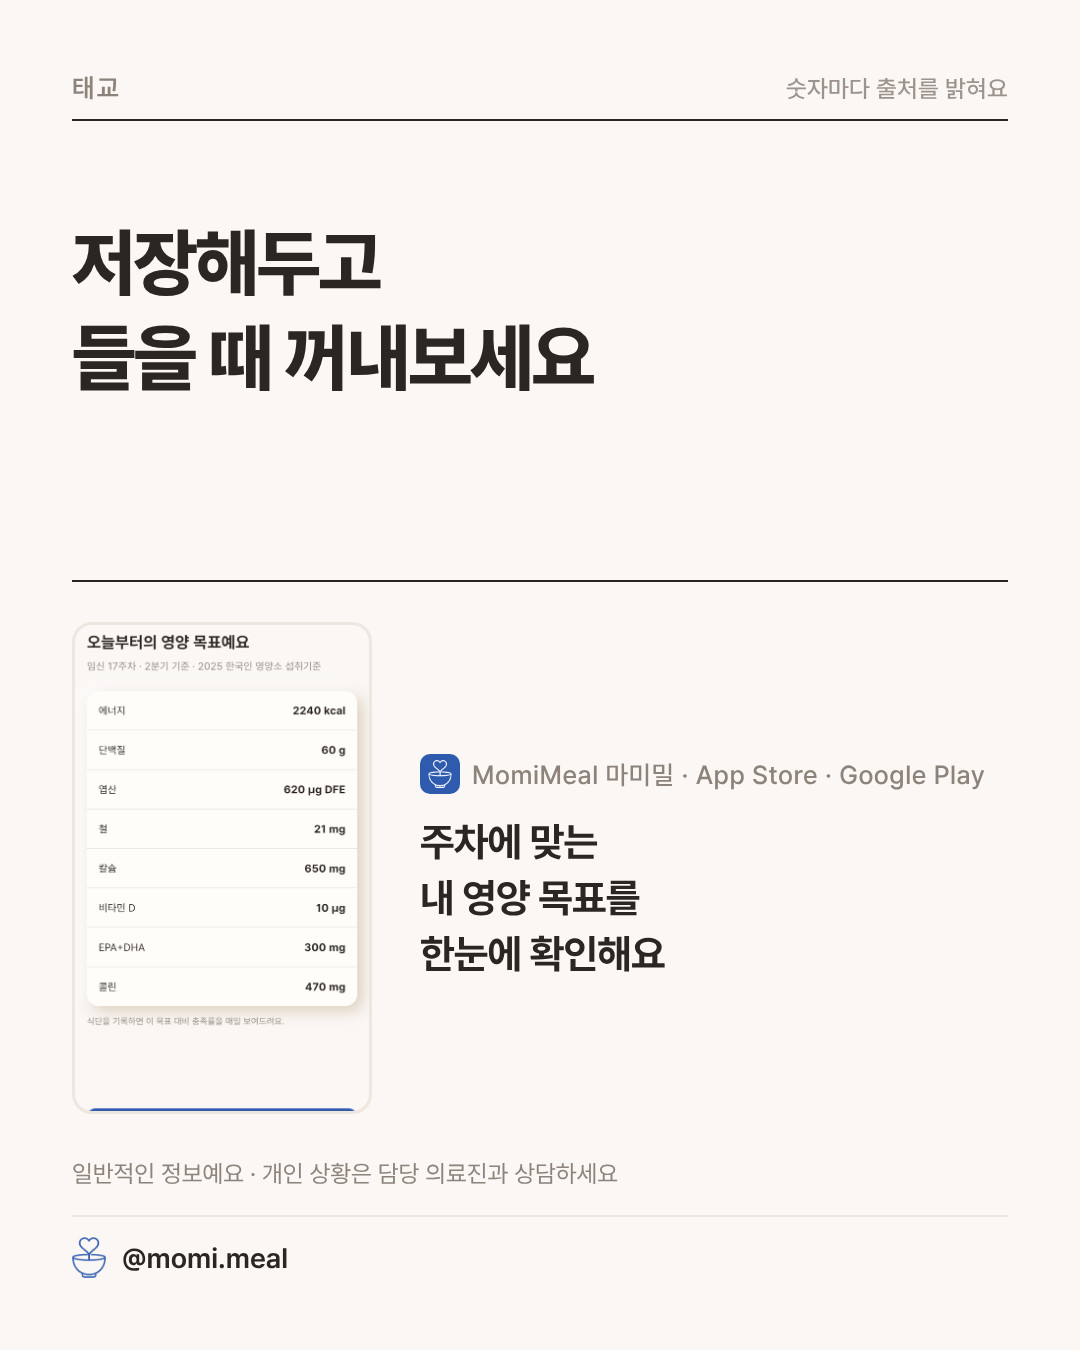 태교
숫자마다 출처를 밝혀요
저장해두고
들을 때 꺼내보세요
오늘부터의 영양 목표예요
임신 17주차 · 2분기 기준 · 2025 한국인 영양소 섭취기준
에너지 2240 kcal
단백질 60 g
엽산 620 µg DFE
철 21 mg
칼슘 650 mg
비타민 D 10 µg
EPA+DHA 300 mg
콜린 470 mg
식단을 기록하면 이 목표 대비 충족률을 매일 보여드려요.
MomiMeal 마미밀 · App Store · Google Play
주차에 맞는
내 영양 목표를
한눈에 확인해요
일반적인 정보예요 · 개인 상황은 담당 의료진과 상담하세요
@momi.meal